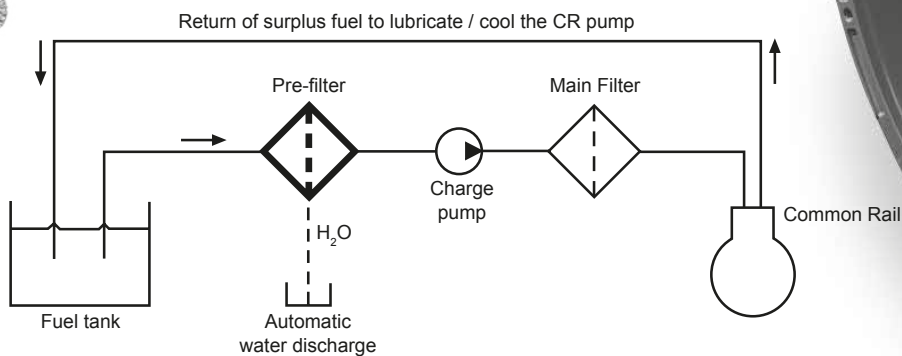 Return of surplus fuel to lubricate / cool the CR pump
Pre-filter
Main Filter
Charge
pump
H₂O
Common Rail
Fuel tank
Automatic
water discharge